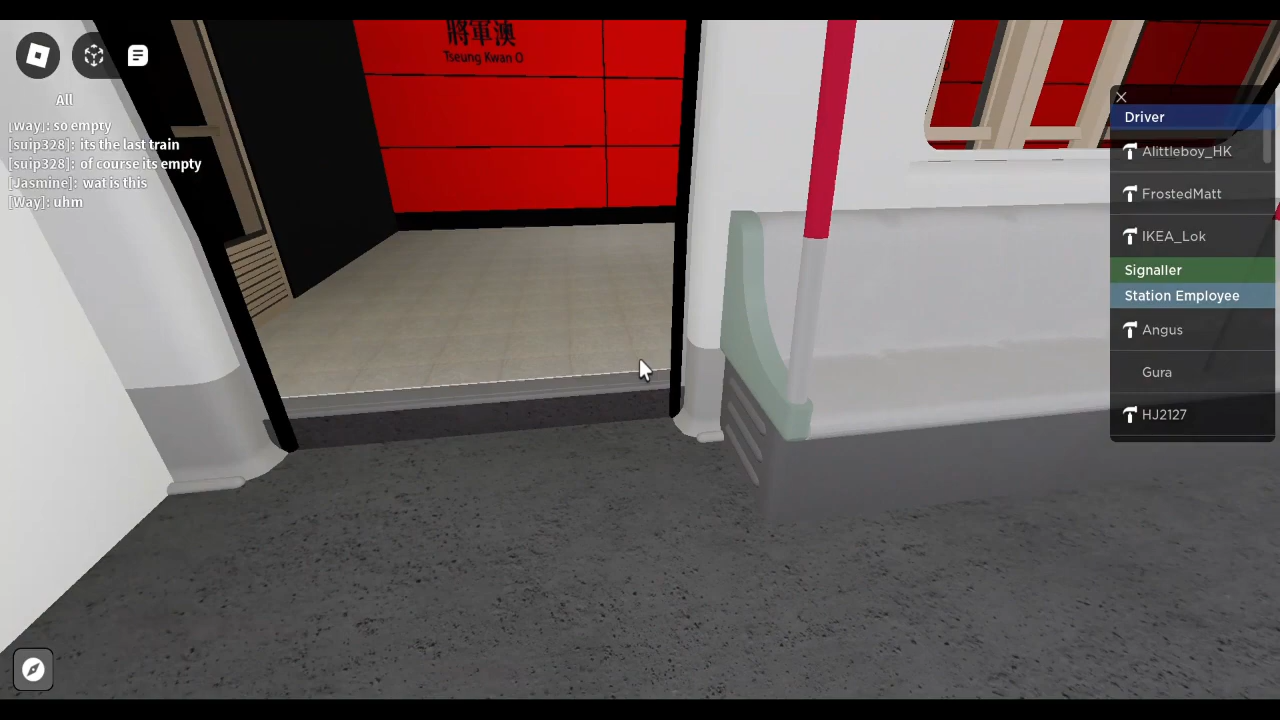 將軍澳
Tseung Kwan O
All
[Way]: so empty
[suip328]: its the last train
[suip328]: of course its empty
[Jasmine]: wat is this
[Way]: uhm
Driver
Alittleboy_HK
FrostedMatt
IKEA_Lok
Signaller
Station Employee
Angus
Gura
HJ2127